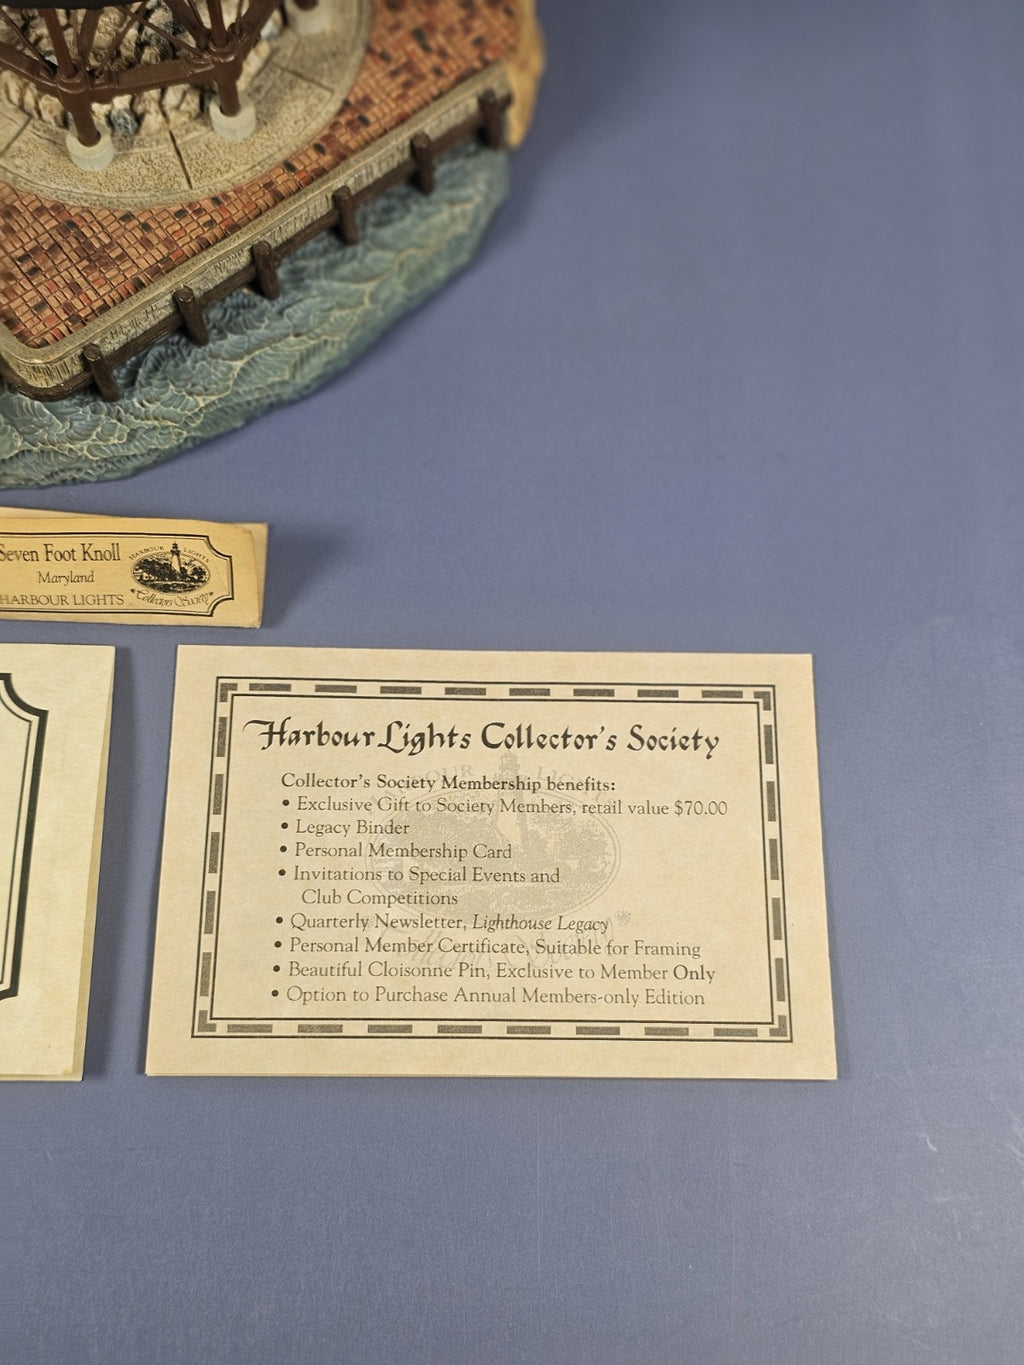 Seven Foot Knoll
Maryland
HARBOUR LIGHTS
HARBOUR LIGHTS
Collectors Society
Harbour Lights Collector's Society
Collector's Society Membership benefits:
• Exclusive Gift to Society Members, retail value $70.00
• Legacy Binder
• Personal Membership Card
• Invitations to Special Events and
Club Competitions
• Quarterly Newsletter, Lighthouse Legacy
• Personal Member Certificate, Suitable for Framing
• Beautiful Cloisonne Pin, Exclusive to Member Only
• Option to Purchase Annual Members-only Edition